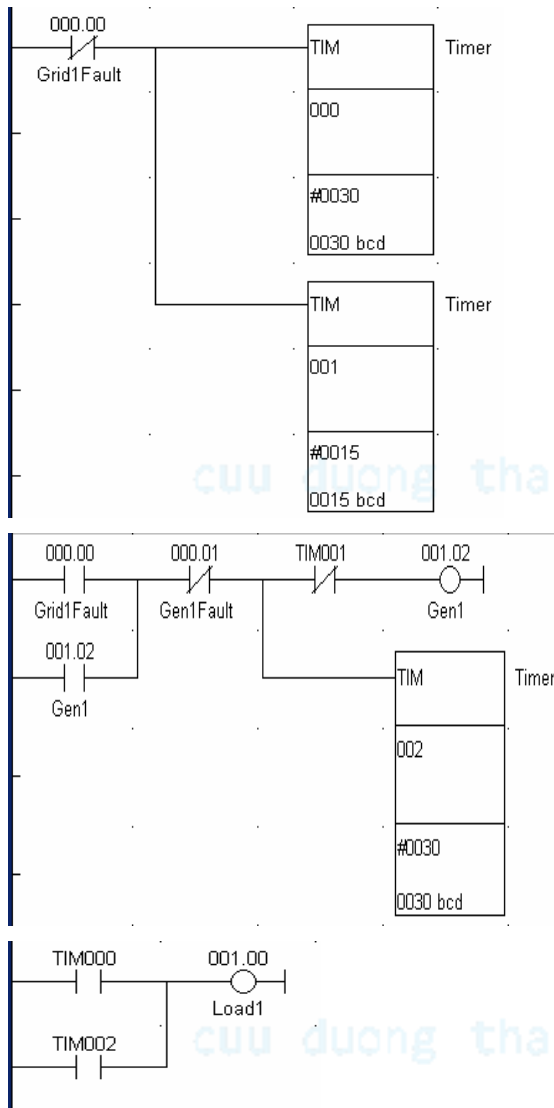 000.00
Grid1Fault
TIM Timer
000
#0030
0030 bcd
TIM Timer
001
#0015
cuu duong tha
0015 bcd
000.00 000.01 TIM001 001.02
Grid1Fault Gen1Fault Gen1
001.02
Gen1
TIM Timer
002
#0030
0030 bcd
TIM000 001.00
Load1
TIM002
cuu duong tha